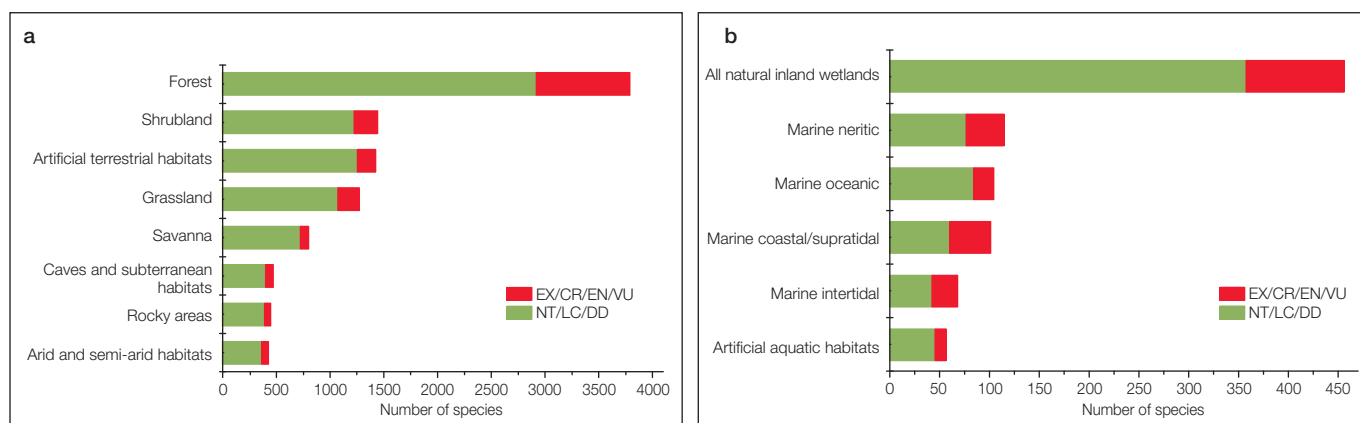 a
Forest
Shrubland
Artificial terrestrial habitats
Grassland
Savanna
Caves and subterranean
habitats
Rocky areas
Arid and semi-arid habitats
EX/CR/EN/VU
NT/LC/DD
0 500 1000 1500 2000 2500 3000 3500 4000
Number of species
b
All natural inland wetlands
Marine neritic
Marine oceanic
Marine coastal/supratidal
Marine intertidal
Artificial aquatic habitats
EX/CR/EN/VU
NT/LC/DD
0 50 100 150 200 250 300 350 400 450
Number of species